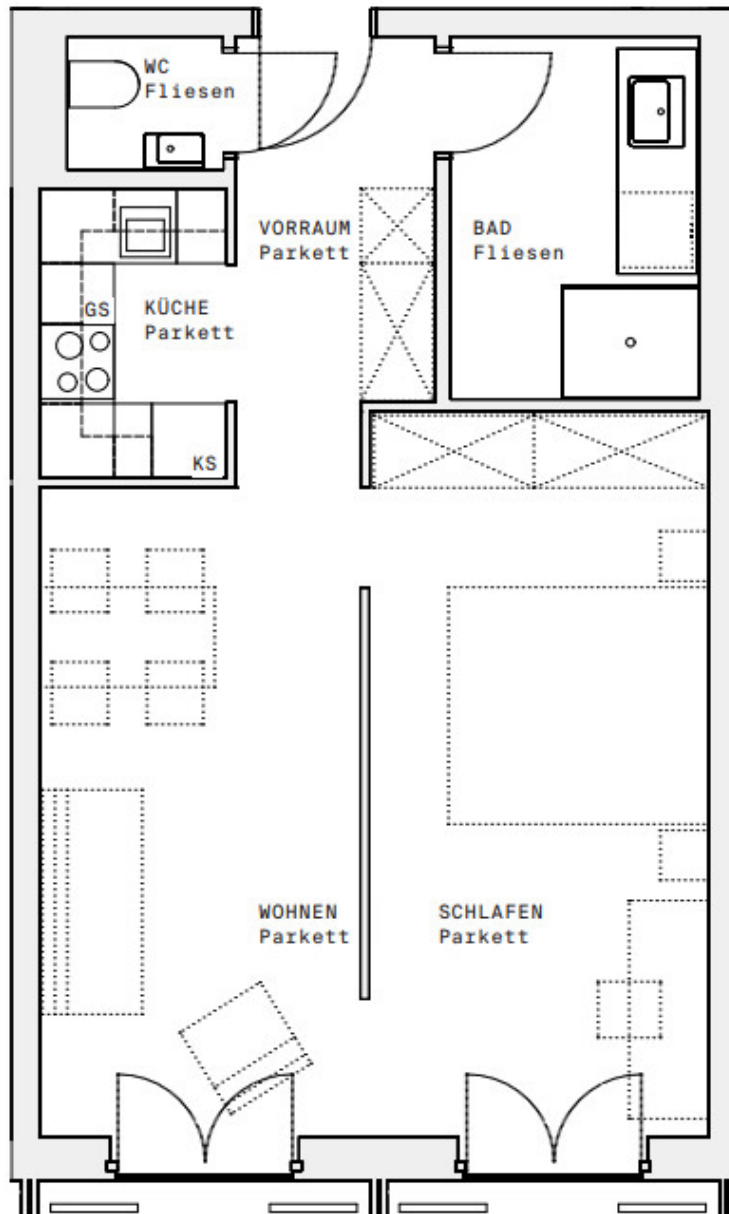 WC
Fliesen
VORRAUM
Parkett
BAD
Fliesen
GS
KÜCHE
Parkett
KS
WOHNEN
Parkett
SCHLAFEN
Parkett